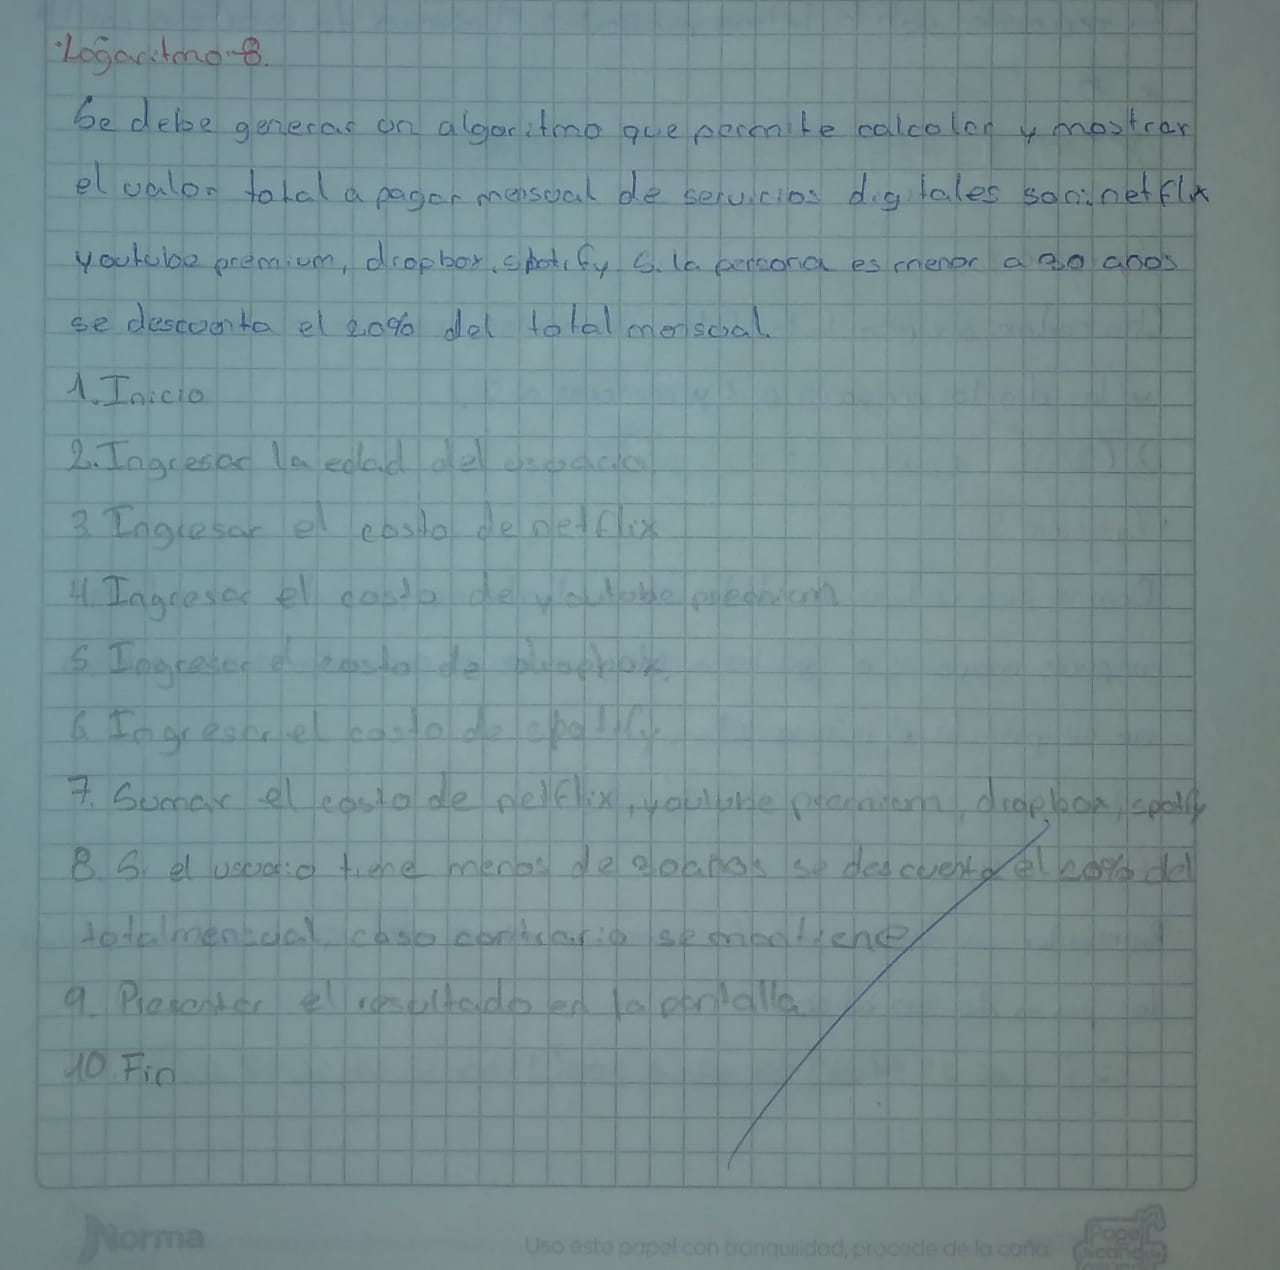 ·Logaritmo-8.
Se debe generar un algoritmo que permite calcular y mostrar
el valor total a pagar mensual de servicios digitales son: netflix
youtube premium, dropbox, spotify Si la persona es menor a 30 anos
se descuenta el 20% del total mensual.
1. Inicio
2. Ingresar la edad del usuario
3. Ingresar el costo de netflix
4. Ingresar el costo de youtube premium
5. Ingresar el costo de dropbox.
6. Ingresar el costo de spotify
7. Sumar el costo de netflix, youtube premium, dropbox, spotify
8. Si el usuario tiene menos de 30 anos se descuenta el 20% del
total mensual, caso contrario se mantiene
9. Presentar el resultado en la pantalla
10. Fin
Norma
Uso este papel con tranquilidad, procede de la caña.
Papel